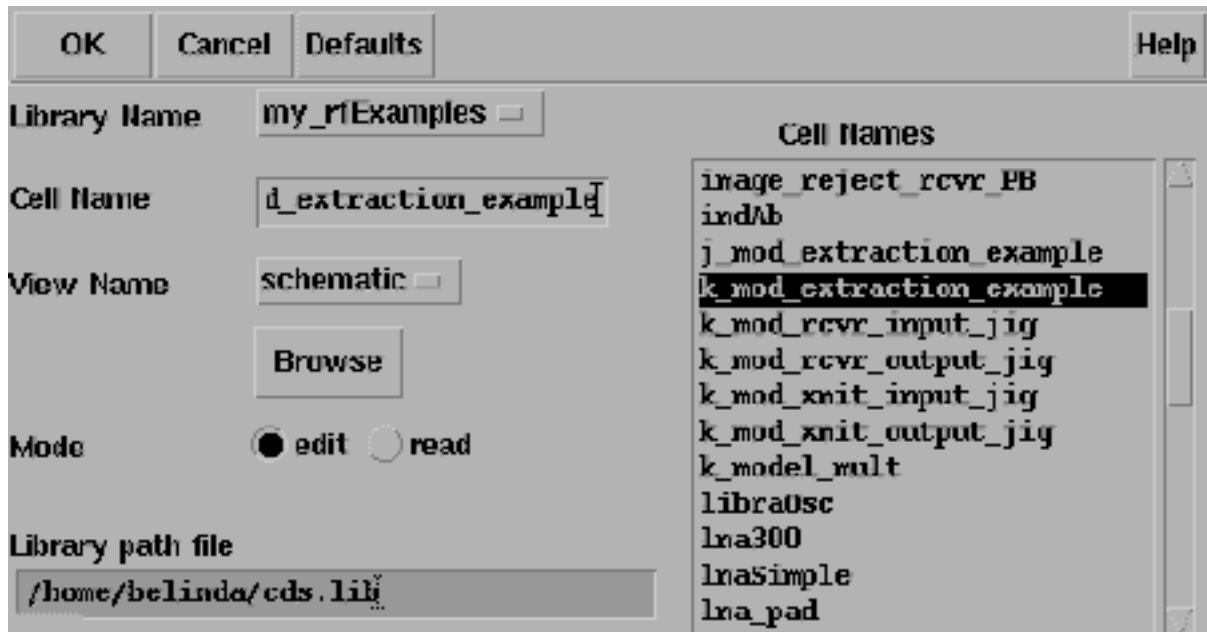 OK Cancel Defaults Help
Library Name my_rfExamples
Cell Name d_extraction_example
View Name schematic
Browse
Mode edit read
Library path file
/home/belinda/cds.lib
Cell Names
image_reject_rcvr_PB
indAb
j_mod_extraction_example
k_mod_extraction_example
k_mod_rcvr_input_jig
k_mod_rcvr_output_jig
k_mod_xmit_input_jig
k_mod_xmit_output_jig
k_model_mult
libraOsc
lna300
lnaSimple
lna_pad